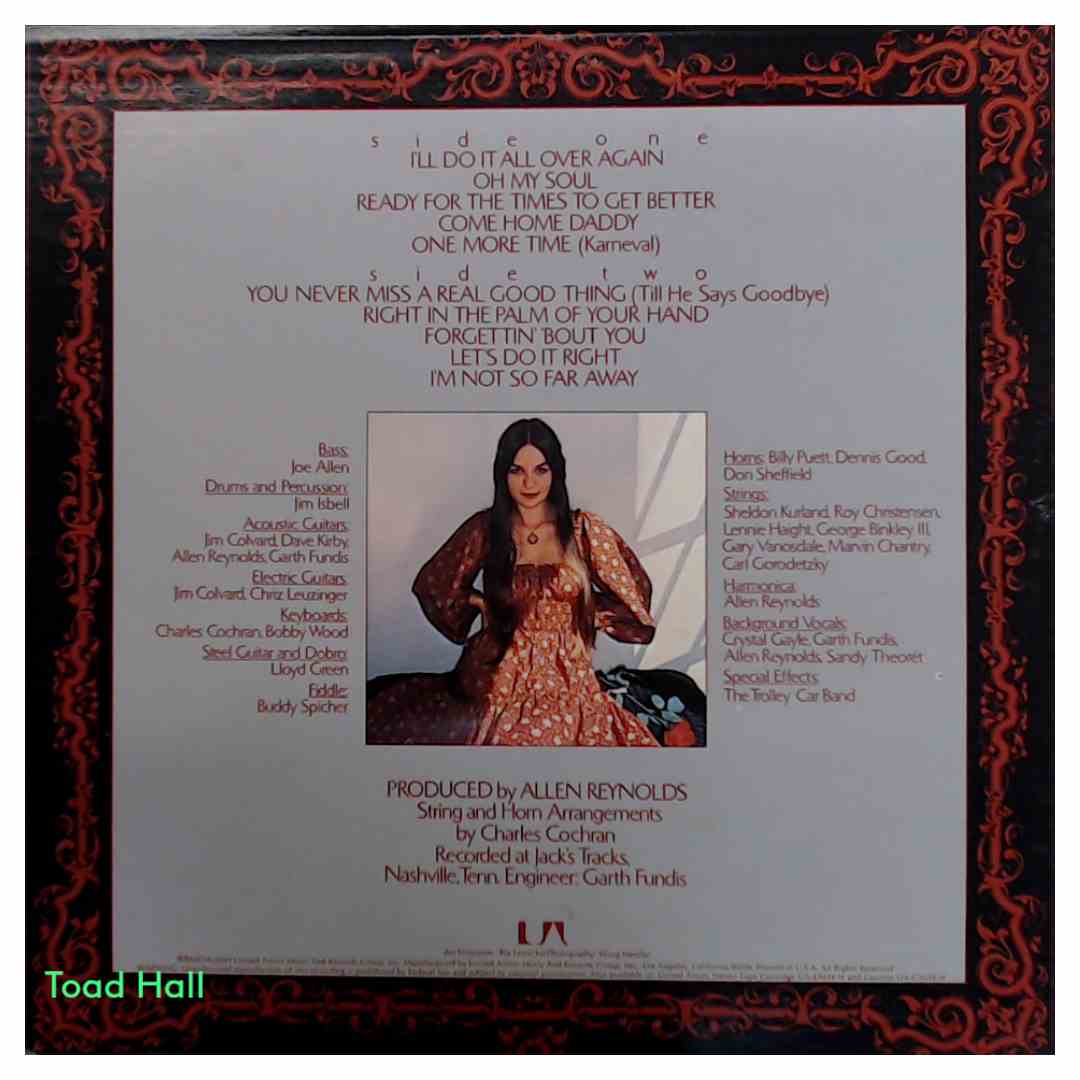 side one
I'LL DO IT ALL OVER AGAIN
OH MY SOUL
READY FOR THE TIMES TO GET BETTER
COME HOME DADDY
ONE MORE TIME (Karneval)
side two
YOU NEVER MISS A REAL GOOD THING (Till He Says Goodbye)
RIGHT IN THE PALM OF YOUR HAND
FORGETTIN' 'BOUT YOU
LET'S DO IT RIGHT
I'M NOT SO FAR AWAY
Bass:
Joe Allen
Drums and Percussion:
Jim Isbell
Acoustic Guitars:
Jim Colvard, Dave Kirby,
Allen Reynolds, Garth Fundis
Electric Guitars:
Jim Colvard, Chriz Leuzinger
Keyboards:
Charles Cochran, Bobby Wood
Steel Guitar and Dobro:
Lloyd Green
Fiddle:
Buddy Spicher
Horns: Billy Puett, Dennis Good,
Don Sheffield
Strings:
Sheldon Kurland, Roy Christensen,
Lennie Haight, George Binkley III,
Gary Vanosdale, Marvin Chantry,
Carl Gorodetzky
Harmonica:
Allen Reynolds
Background Vocals:
Crystal Gayle, Garth Fundis,
Allen Reynolds, Sandy Theoret
Special Effects:
The Trolley Car Band
PRODUCED by ALLEN REYNOLDS
String and Horn Arrangements
by Charles Cochran
Recorded at Jack's Tracks,
Nashville, Tenn. Engineer: Garth Fundis
UA
Toad Hall